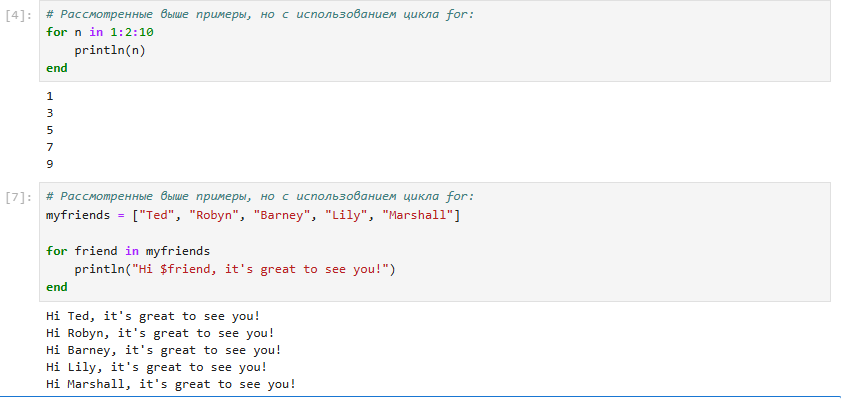 [4]: # Рассмотренные выше примеры, но с использованием цикла for:
for n in 1:2:10
    println(n)
end
1
3
5
7
9
[7]: # Рассмотренные выше примеры, но с использованием цикла for:
myfriends = ["Ted", "Robyn", "Barney", "Lily", "Marshall"]
for friend in myfriends
    println("Hi $friend, it's great to see you!")
end
Hi Ted, it's great to see you!
Hi Robyn, it's great to see you!
Hi Barney, it's great to see you!
Hi Lily, it's great to see you!
Hi Marshall, it's great to see you!